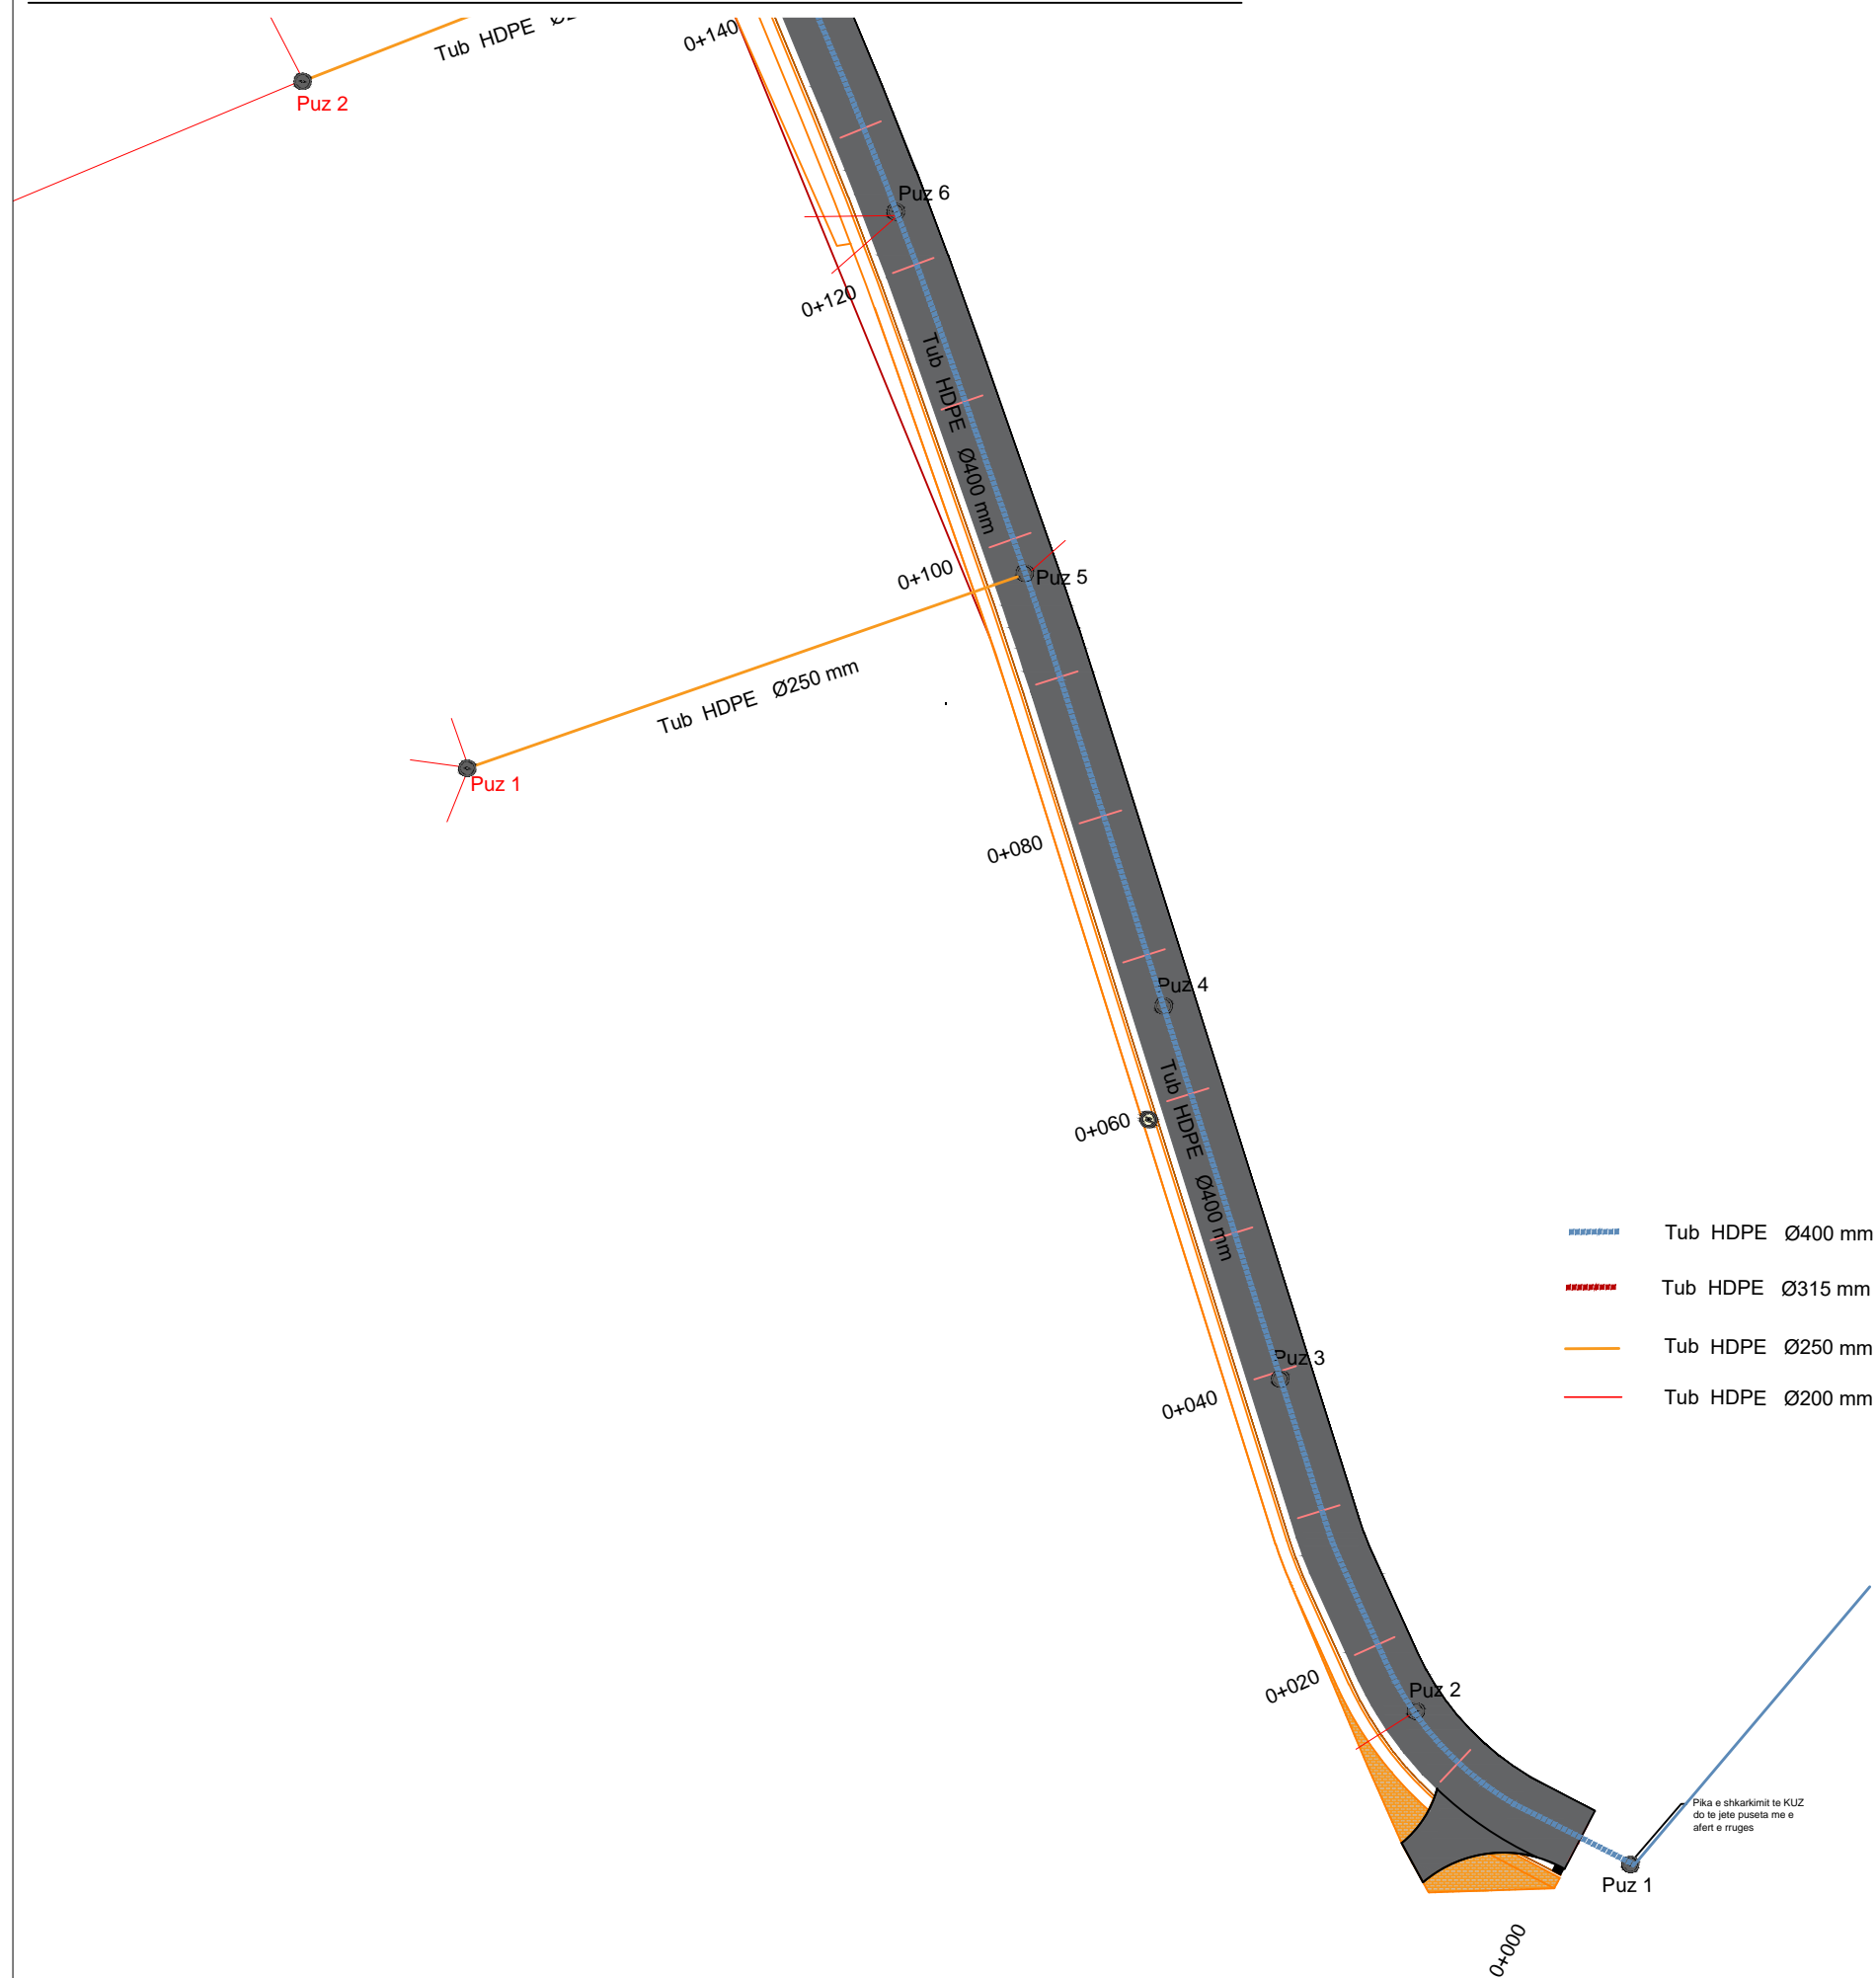 Tub HDPE
0+140
Puz 2
Puz 6
0+120
Tub HDPE Ø400 mm
0+100
Puz 5
Tub HDPE Ø250 mm
Puz 1
0+080
Puz 4
0+060
Tub HDPE Ø400 mm
Tub HDPE Ø400 mm
Tub HDPE Ø315 mm
Tub HDPE Ø250 mm
Tub HDPE Ø200 mm
Puz 3
0+040
0+020
Puz 2
Pika e shkarkimit te KUZ
do te jete puseta me e
afert e rruges
Puz 1
0+000